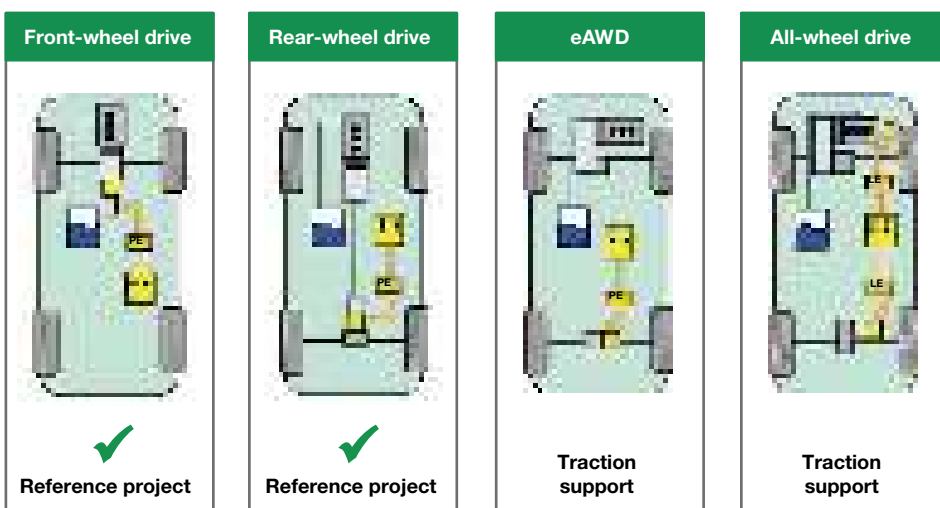 Front-wheel drive
Rear-wheel drive
eAWD
All-wheel drive
PE
PE
PE
LE
LE
Reference project
Reference project
Traction
support
Traction
support